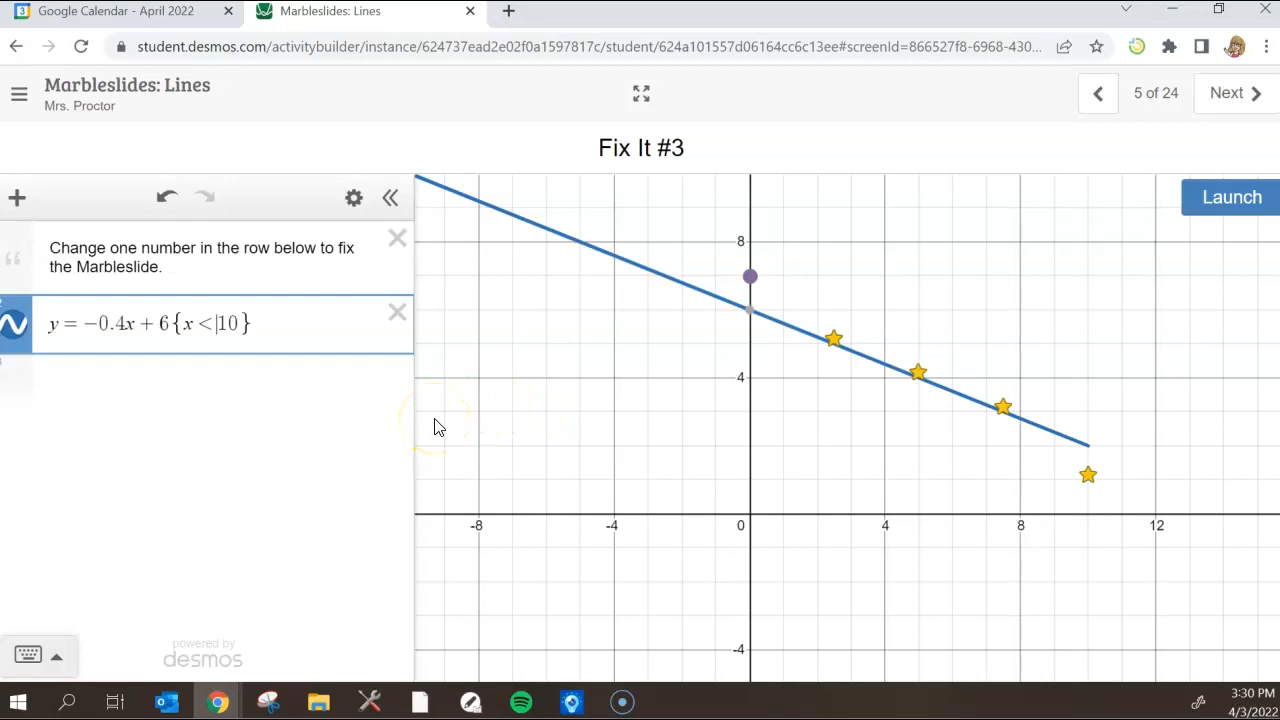 Google Calendar - April 2022
Marbleslides: Lines
student.desmos.com/activitybuilder/instance/624737ead2e02f0a1597817c/student/624a101557d06164cc6c13ee#screenId=866527f8-6968-430...
Marbleslides: Lines
Mrs. Proctor
5 of 24
Next
Fix It #3
Launch
Change one number in the row below to fix
the Marbleslide.
y = −0.4x + 6{x <10}
8
4
-8
-4
0
4
8
12
-4
powered by
desmos
3:30 PM
4/3/2022